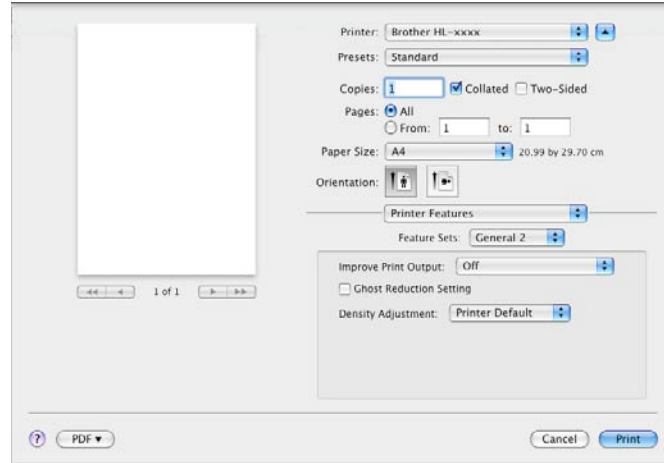 Printer: Brother HL-xxxx
Presets: Standard
Copies: 1 Collated Two-Sided
Pages: All
From: 1 to: 1
Paper Size: A4 20.99 by 29.70 cm
Orientation:
Printer Features
Feature Sets: General 2
Improve Print Output: Off
Ghost Reduction Setting
Density Adjustment: Printer Default
1 of 1
? PDF Cancel Print